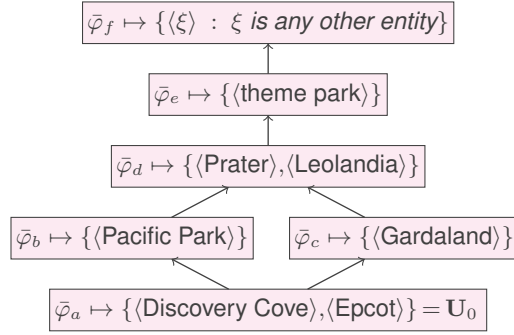 φ̄_f ↦ {⟨ξ⟩ : ξ is any other entity}
φ̄_e ↦ {⟨theme park⟩}
φ̄_d ↦ {⟨Prater⟩,⟨Leolandia⟩}
φ̄_b ↦ {⟨Pacific Park⟩}
φ̄_c ↦ {⟨Gardaland⟩}
φ̄_a ↦ {⟨Discovery Cove⟩,⟨Epcot⟩} = U₀